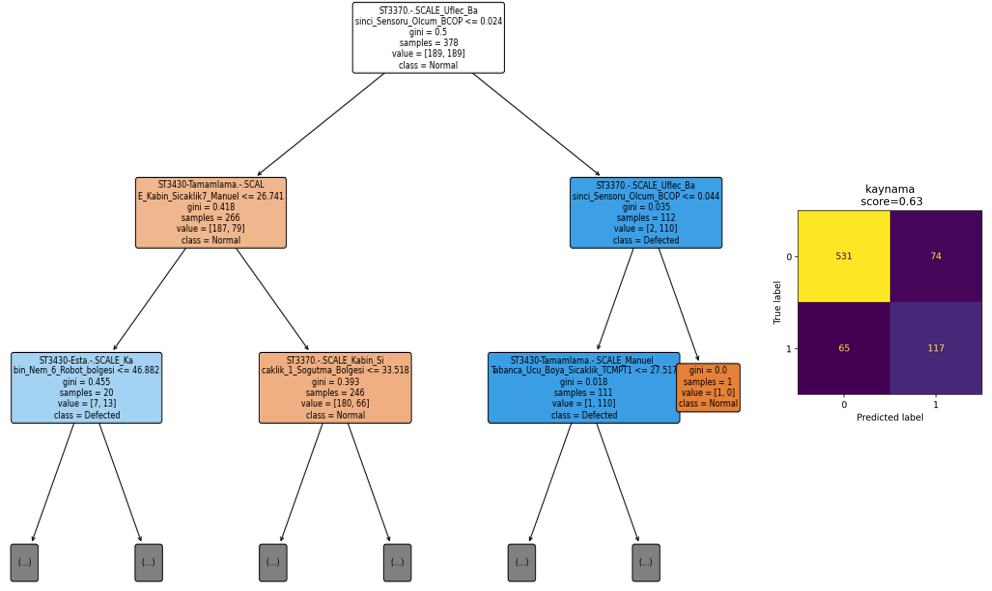 ST3370.-.SCALE_Uflec_Ba
sinci_Sensoru_Olcum_BCOP <= 0.024
gini = 0.5
samples = 378
value = [189, 189]
class = Normal
ST3430-Tamamlama.-.SCAL
E_Kabin_Sicaklik7_Manuel <= 26.741
gini = 0.418
samples = 266
value = [187, 79]
class = Normal
ST3370.-.SCALE_Uflec_Ba
sinci_Sensoru_Olcum_BCOP <= 0.044
gini = 0.035
samples = 112
value = [2, 110]
class = Defected
ST3430-Esta.-.SCALE_Ka
bin_Nem_6_Robot_bolgesi <= 46.882
gini = 0.455
samples = 20
value = [7, 13]
class = Defected
ST3370.-.SCALE_Kabin_Si
caklik_1_Sogutma_Bolgesi <= 33.518
gini = 0.393
samples = 246
value = [180, 66]
class = Normal
ST3430-Tamamlama.-.SCALE_Manuel_
Tabanca_Ucu_Boya_Sicaklik_TCMPT1 <= 27.517
gini = 0.018
samples = 111
value = [1, 110]
class = Defected
gini = 0.0
samples = 1
value = [1, 0]
class = Normal
(...)
(...)
(...)
(...)
(...)
(...)
kaynama
score=0.63
True label
0
531
74
1
65
117
0
1
Predicted label